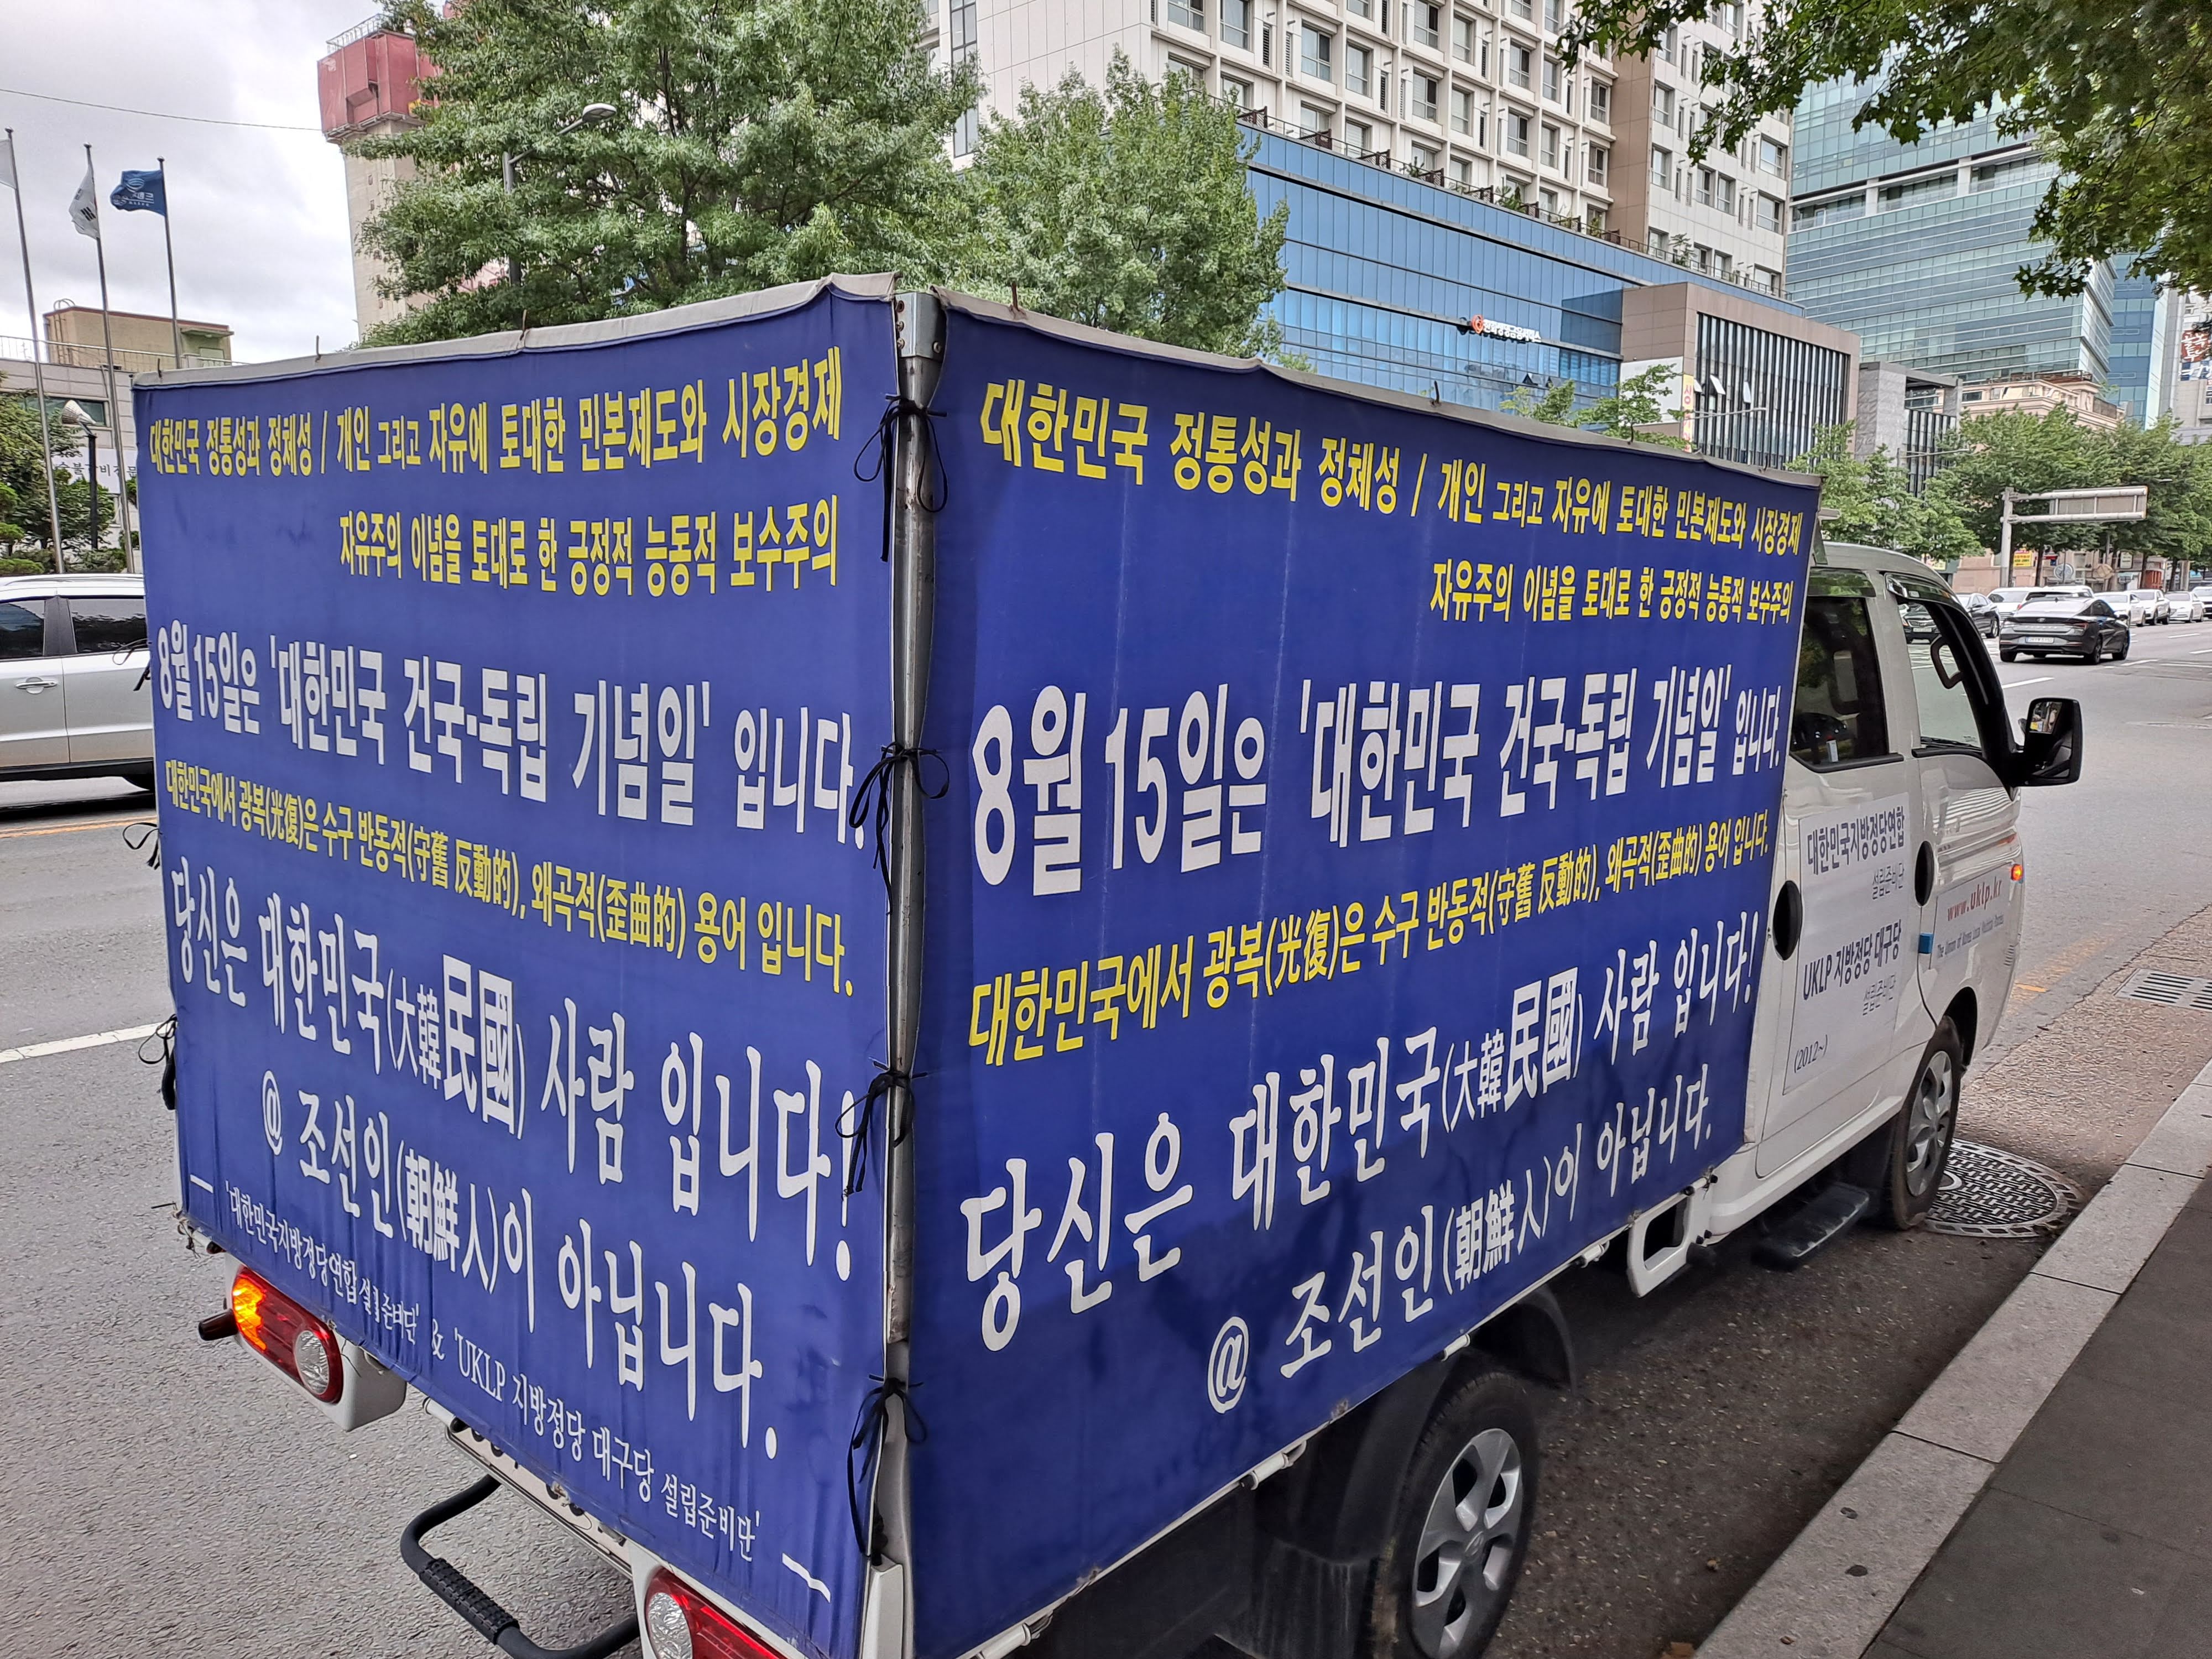 대한민국 정통성과 정체성 / 개인 그리고 자유에 토대한 민본제도와 시장경제
자유주의 이념을 토대로 한 긍정적 능동적 보수주의
8월 15일은 '대한민국 건국·독립 기념일' 입니다.
대한민국에서 광복(光復)은 수구 반동적(守舊 反動的), 왜곡적(歪曲的) 용어 입니다.
당신은 대한민국(大韓民國) 사람 입니다!
@ 조선인(朝鮮人)이 아닙니다.
— '대한민국지방정당연합 설립준비단' & 'UKLP 지방정당 대구당 설립준비단' —
대한민국 정통성과 정체성 / 개인 그리고 자유에 토대한 민본제도와 시장경제
자유주의 이념을 토대로 한 긍정적 능동적 보수주의
8월 15일은 '대한민국 건국·독립 기념일' 입니다.
대한민국에서 광복(光復)은 수구 반동적(守舊 反動的), 왜곡적(歪曲的) 용어 입니다.
당신은 대한민국(大韓民國) 사람 입니다!
@ 조선인(朝鮮人)이 아닙니다.
대한민국지방정당연합
설립준비단
UKLP 지방정당 대구당
설립준비단
(2012~)
www.uklp.kr
The Union of Korea Local Political Parties